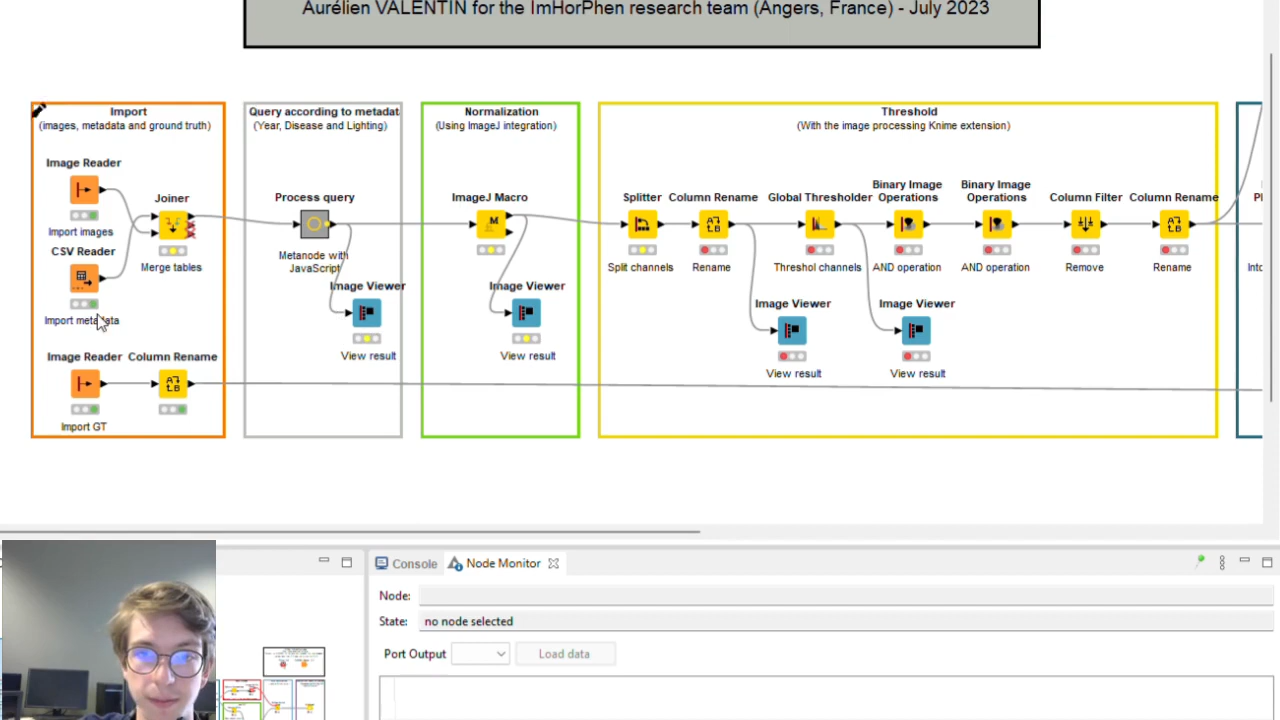 Aurélien VALENTIN for the ImHorPhen research team (Angers, France) - July 2023
Import
(images, metadata and ground truth)
Image Reader
Import images
CSV Reader
Joiner
Merge tables
Image Reader
Import GT
Column Rename
Query according to metadat
(Year, Disease and Lighting)
Process query
Metanode with
JavaScript
Image Viewer
View result
Normalization
(Using ImageJ integration)
ImageJ Macro
Image Viewer
View result
Threshold
(With the image processing Knime extension)
Splitter
Split channels
Column Rename
Rename
Global Thresholder
Threshol channels
Binary Image
Operations
AND operation
Binary Image
Operations
AND operation
Column Filter
Remove
Column Rename
Rename
Image Viewer
View result
Image Viewer
View result
Console
Node Monitor
Node:
State: no node selected
Port Output
Load data